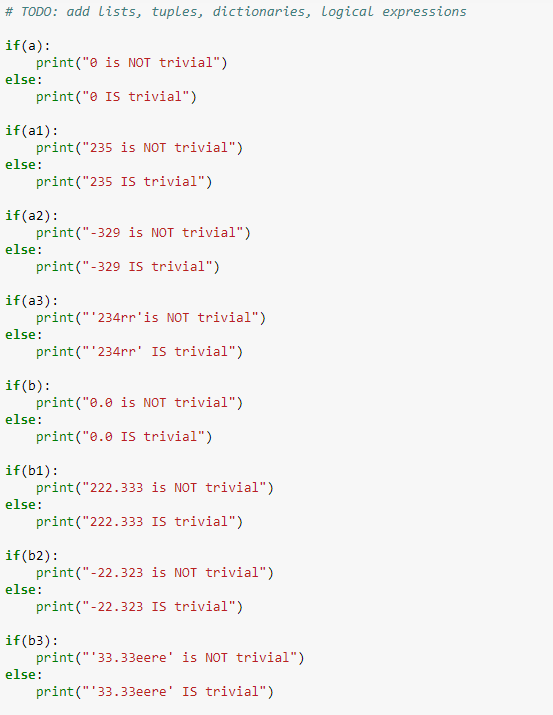 # TODO: add lists, tuples, dictionaries, logical expressions
if(a):
    print("0 is NOT trivial")
else:
    print("0 IS trivial")
if(a1):
    print("235 is NOT trivial")
else:
    print("235 IS trivial")
if(a2):
    print("-329 is NOT trivial")
else:
    print("-329 IS trivial")
if(a3):
    print("'234rr'is NOT trivial")
else:
    print("'234rr' IS trivial")
if(b):
    print("0.0 is NOT trivial")
else:
    print("0.0 IS trivial")
if(b1):
    print("222.333 is NOT trivial")
else:
    print("222.333 IS trivial")
if(b2):
    print("-22.323 is NOT trivial")
else:
    print("-22.323 IS trivial")
if(b3):
    print("'33.33eere' is NOT trivial")
else:
    print("'33.33eere' IS trivial")